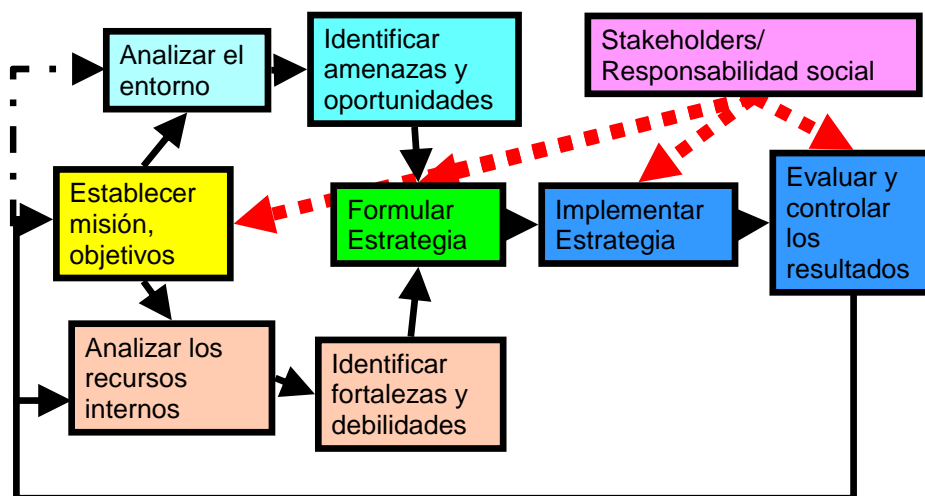 Analizar el
entorno
Identificar
amenazas y
oportunidades
Stakeholders/
Responsabilidad social
Establecer
misión,
objetivos
Formular
Estrategia
Implementar
Estrategia
Evaluar y
controlar
los
resultados
Analizar los
recursos
internos
Identificar
fortalezas y
debilidades